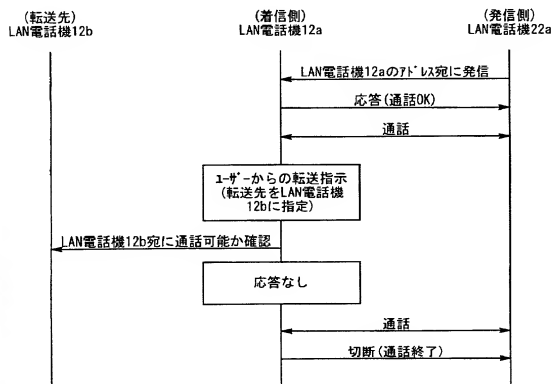 (転送先)
LAN電話機12b
(着信側)
LAN電話機12a
(発信側)
LAN電話機22a
LAN電話機12aのｱﾄﾞﾚｽ宛に発信
応答(通話OK)
通話
ﾕｰｻﾞｰからの転送指示
(転送先をLAN電話機
12bに指定)
LAN電話機12b宛に通話可能か確認
応答なし
通話
切断(通話終了)